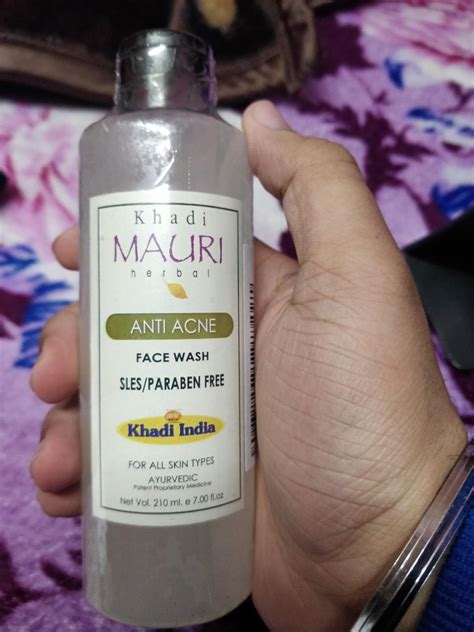 Khadi
MAURI
herbal
ANTI ACNE
FACE WASH
SLES/PARABEN FREE
Khadi India
FOR ALL SKIN TYPES
AYURVEDIC
Patent Proprietary Medicine
Net Vol. 210 ml. e 7.00 fl.oz